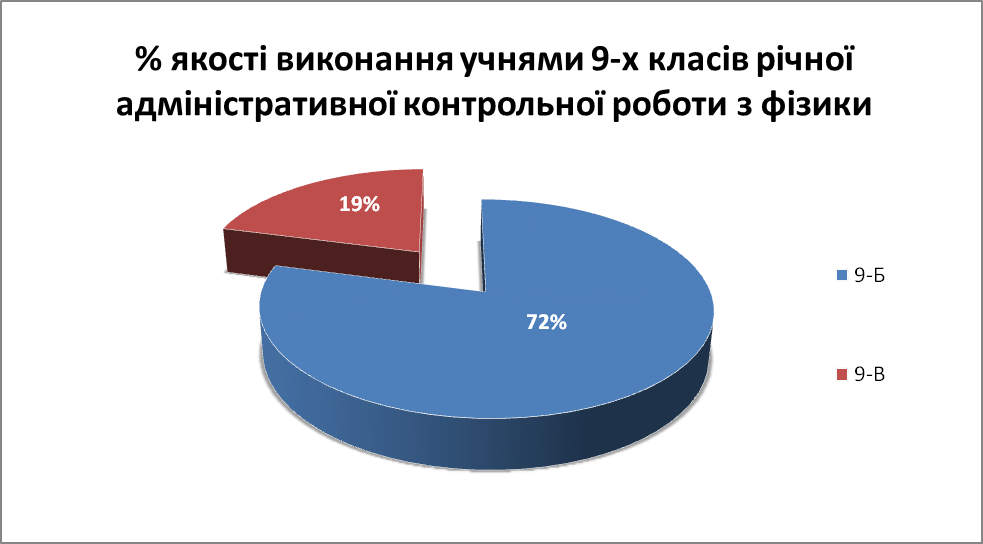 % якості виконання учнями 9-х класів річної
адміністративної контрольної роботи з фізики
19%
72%
9-Б
9-В